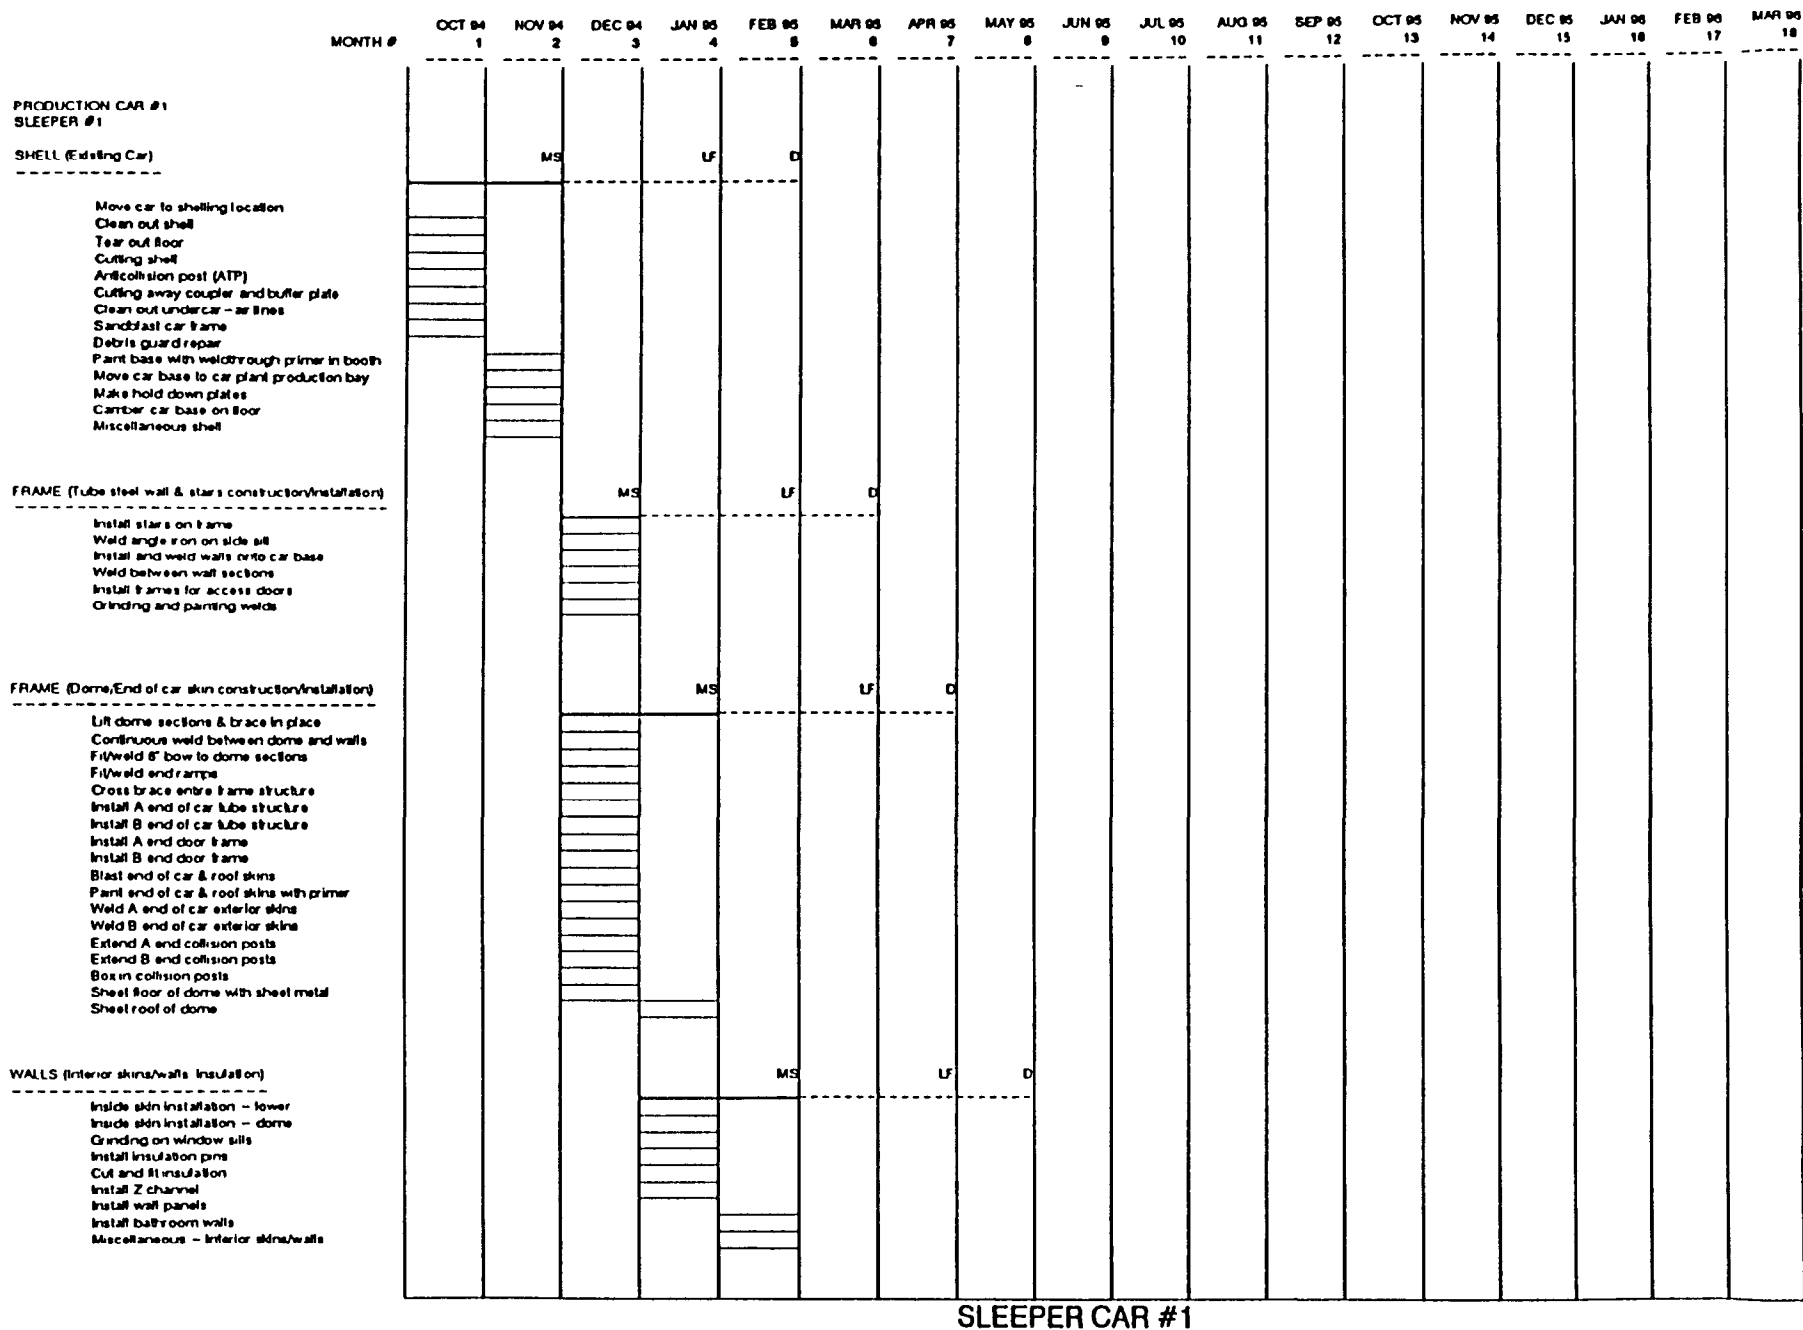 OCT 94 NOV 94 DEC 94 JAN 95 FEB 95 MAR 95 APR 95 MAY 95 JUN 95 JUL 95 AUG 95 SEP 95 OCT 95 NOV 95 DEC 95 JAN 96 FEB 96 MAR 96
MONTH # 1 2 3 4 5 6 7 8 9 10 11 12 13 14 15 16 17 18
PRODUCTION CAR #1
SLEEPER #1
SHELL (Existing Car) MS LF D
Move car to shelling location
Clean out shell
Tear out floor
Cutting shell
Anticollision post (ATP)
Cutting away coupler and buffer plate
Clean out undercar – air lines
Sandblast car frame
Debris guard repair
Paint base with weldthrough primer in booth
Move car base to car plant production bay
Make hold down plates
Camber car base on floor
Miscellaneous shell
FRAME (Tube steel wall & stairs construction/installation) MS LF D
Install stairs on frame
Weld angle iron on side sill
Install and weld walls onto car base
Weld between wall sections
Install frames for access doors
Grinding and painting welds
FRAME (Dome/End of car skin construction/installation) MS LF D
Lift dome sections & brace in place
Continuous weld between dome and walls
Fit/weld 6" bow to dome sections
Fit/weld end ramps
Cross brace entire frame structure
Install A end of car tube structure
Install B end of car tube structure
Install A end door frame
Install B end door frame
Blast end of car & roof skins
Paint end of car & roof skins with primer
Weld A end of car exterior skins
Weld B end of car exterior skins
Extend A end collision posts
Extend B end collision posts
Box in collision posts
Sheet floor of dome with sheet metal
Sheet roof of dome
WALLS (Interior skins/walls Insulation) MS LF D
Inside skin installation – lower
Inside skin installation – dome
Grinding on window sills
Install insulation pins
Cut and fit insulation
Install Z channel
Install wall panels
Install bathroom walls
Miscellaneous – Interior skins/walls
SLEEPER CAR #1